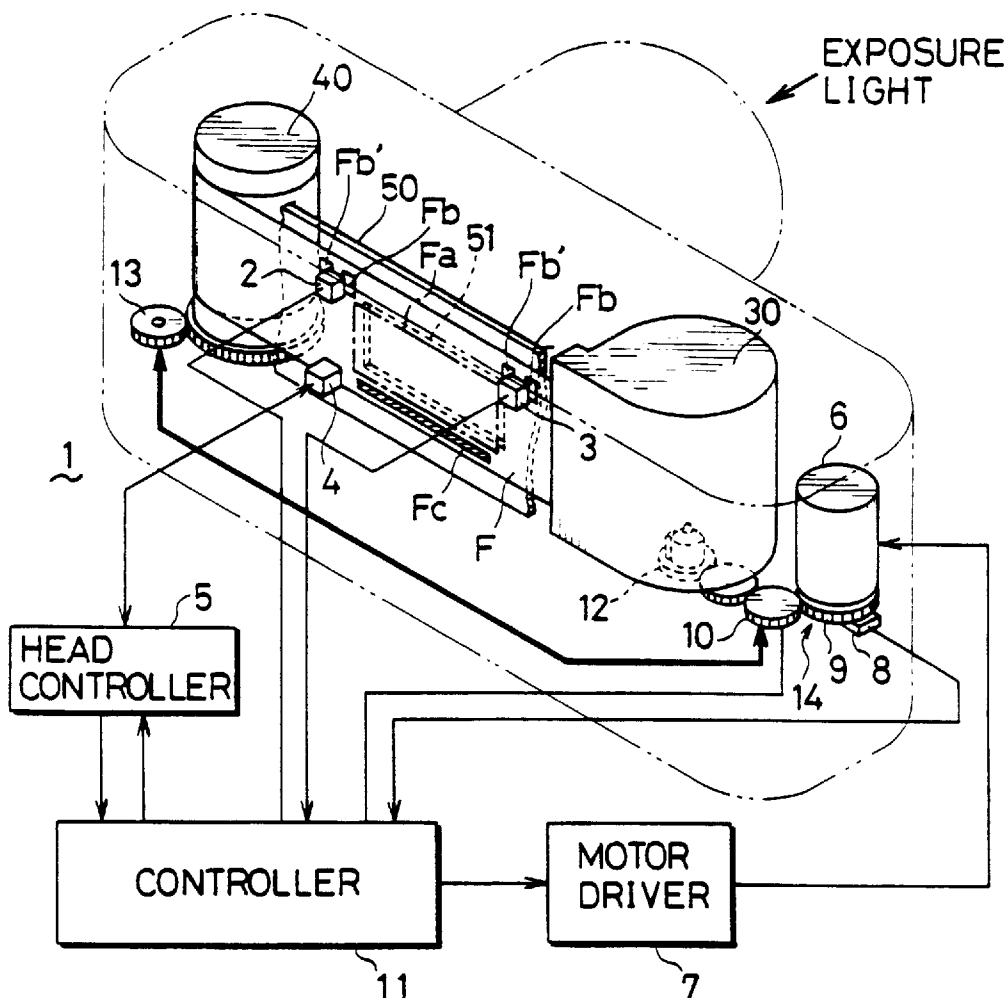 EXPOSURE
LIGHT
40
Fb'
50
Fb
51
Fa
Fb'
Fb
2
13
30
1
4
3
6
Fc
F
12
10
9
8
14
5
HEAD
CONTROLLER
CONTROLLER
MOTOR
DRIVER
11
7